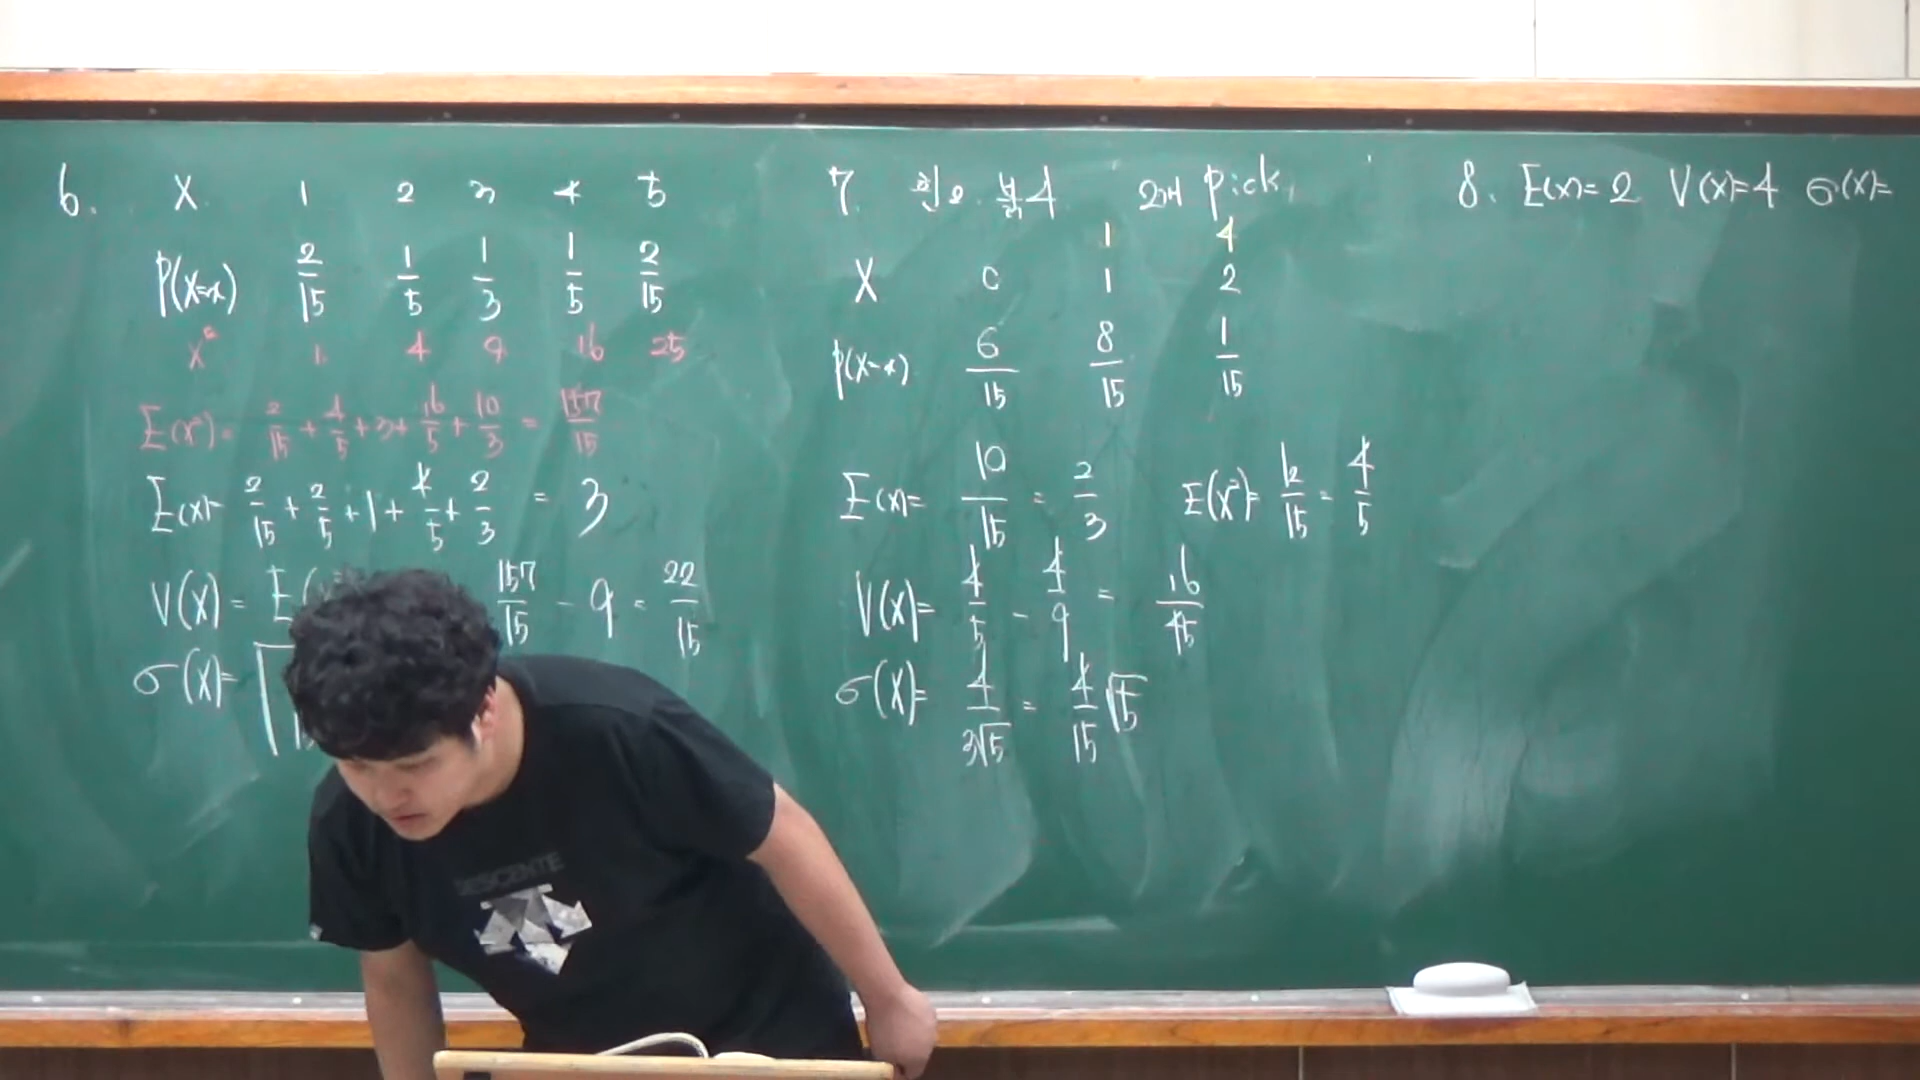 6. X 1 2 3 4 5
P(X=x) 2/15 1/5 1/3 1/5 2/15
X² 1 4 9 16 25
E(X²)= 2/15 + 4/5 + 3 + 16/5 + 10/3 = 157/15
E(X)= 2/15 + 2/5 + 1 + 4/5 + 2/3 = 3
V(X) = E( 157/15 - 9 = 22/15
σ(X)= √
7. 흰2 빨4 2개 pick.
1 4
X 0 1 2
P(X=x) 6/15 8/15 1/15
E(X)= 10/15 = 2/3 E(X²)= 12/15 = 4/5
V(X)= 4/5 - 4/9 = 16/45
σ(X)= 4/3√5 = 4/15 √5
8. E(X)= 2 V(X)=4 σ(X)=
DESCENTE